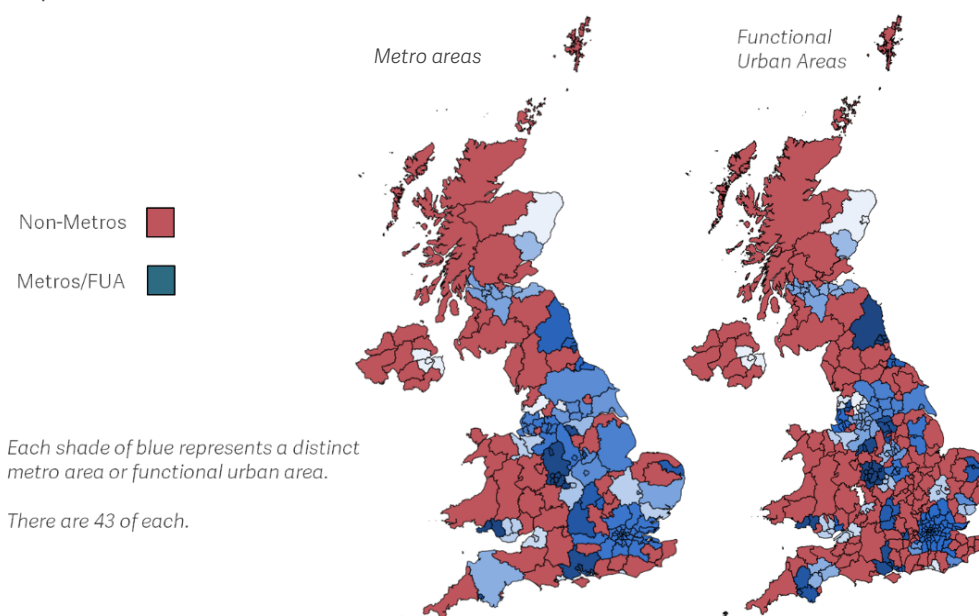 Metro areas
Functional
Urban Areas
Non-Metros
Metros/FUA
Each shade of blue represents a distinct
metro area or functional urban area.
There are 43 of each.